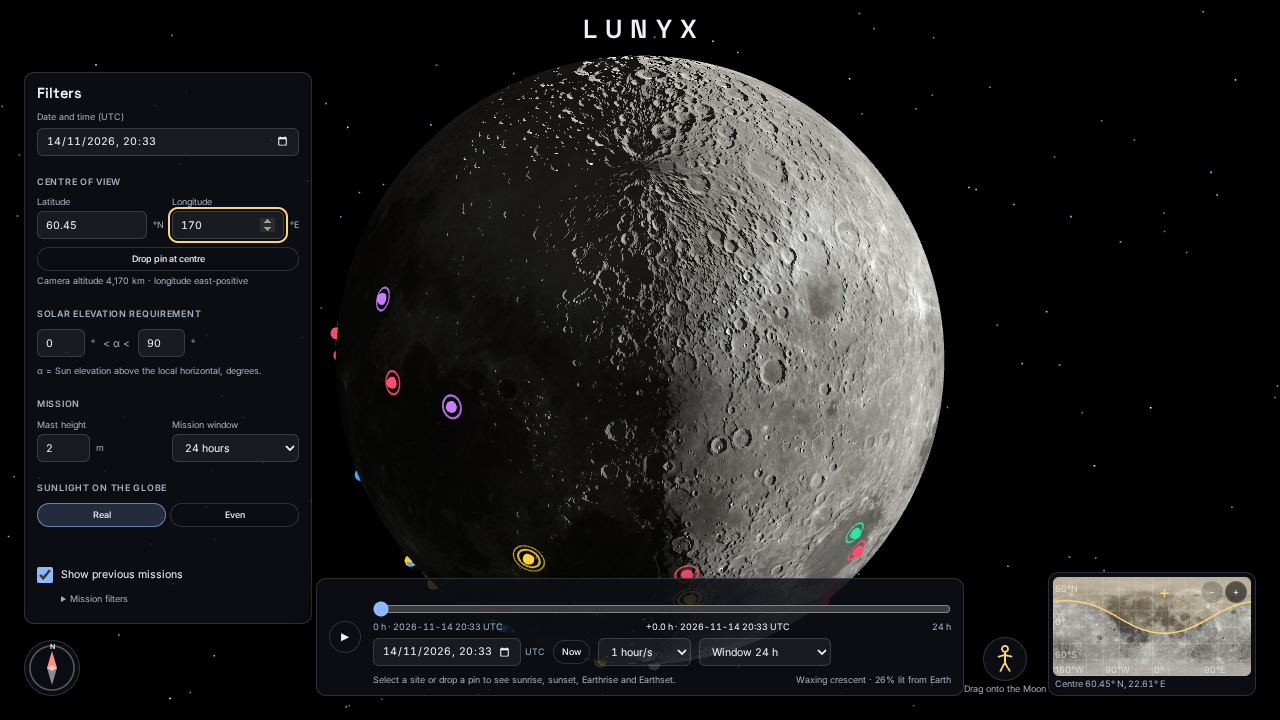 LUNYX
Filters
Date and time (UTC)
14/11/2026, 20:33
CENTRE OF VIEW
Latitude
Longitude
60.45
°N
170
°E
Drop pin at centre
Camera altitude 4,170 km · longitude east-positive
SOLAR ELEVATION REQUIREMENT
0
° < α <
90
°
α = Sun elevation above the local horizontal, degrees.
MISSION
Mast height
Mission window
2
m
24 hours
SUNLIGHT ON THE GLOBE
Real
Even
Show previous missions
▶ Mission filters
N
0 h · 2026-11-14 20:33 UTC
+0.0 h · 2026-11-14 20:33 UTC
24 h
14/11/2026, 20:33
UTC
Now
1 hour/s
Window 24 h
Select a site or drop a pin to see sunrise, sunset, Earthrise and Earthset.
Waxing crescent · 26% lit from Earth
Drag onto the Moon
60°N
−
+
0°
60°S
180°W
90°W
0°
90°E
Centre 60.45° N, 22.61° E